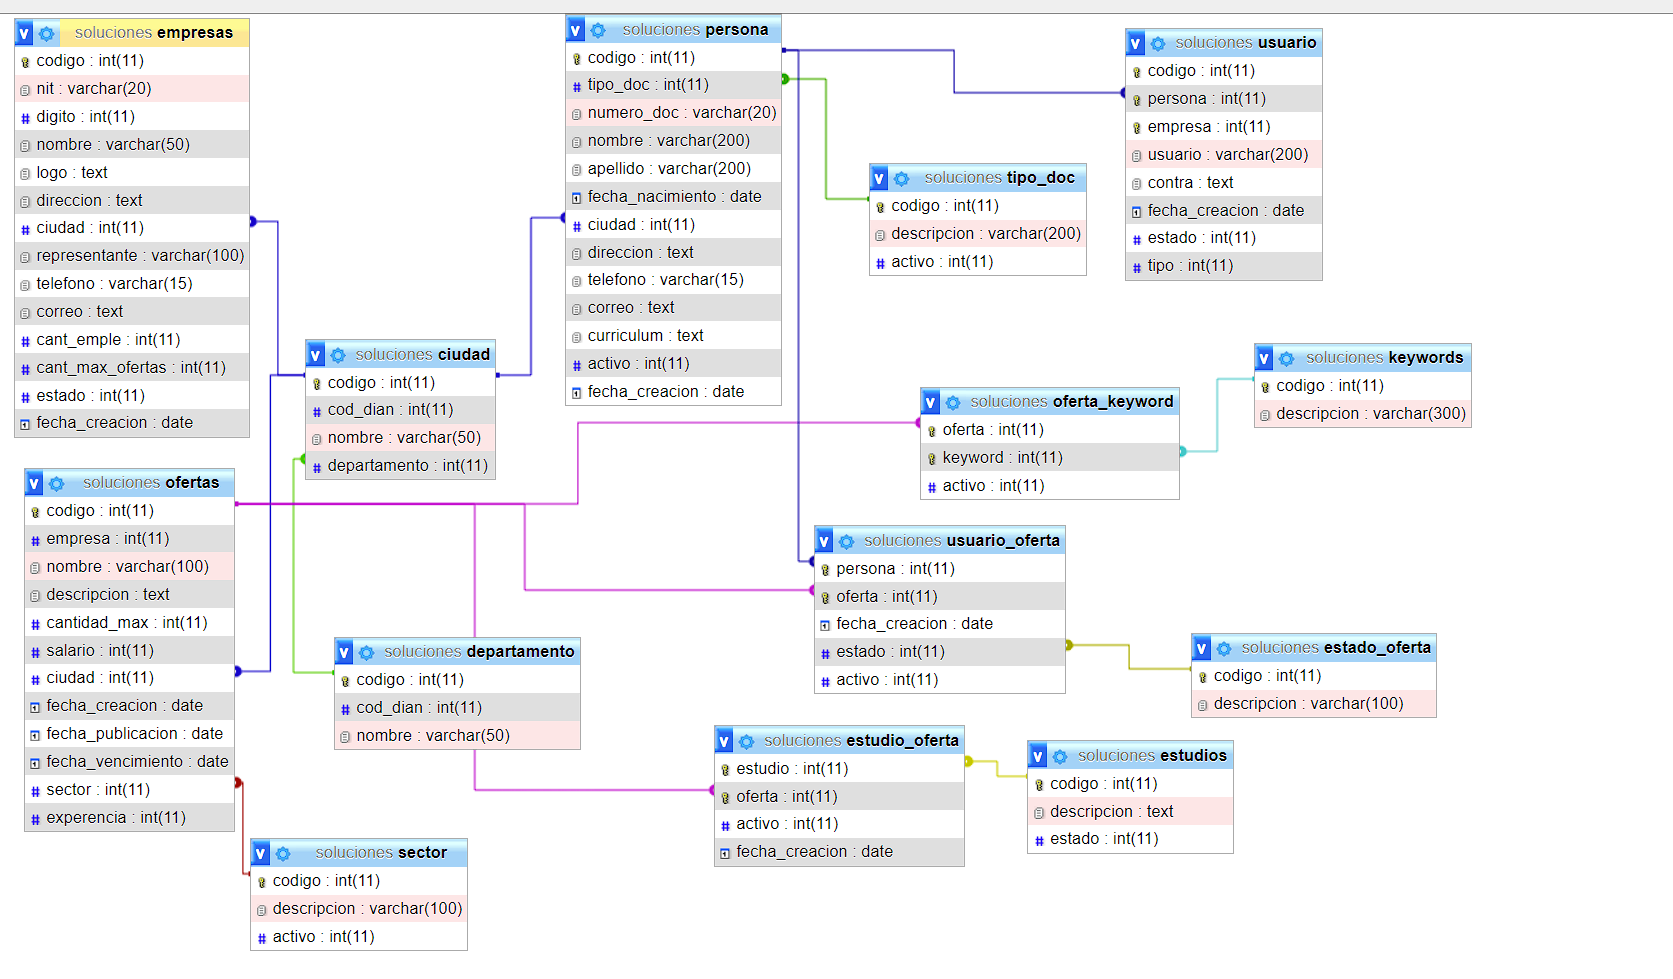 soluciones empresas
codigo : int(11)
nit : varchar(20)
digito : int(11)
nombre : varchar(50)
logo : text
direccion : text
ciudad : int(11)
representante : varchar(100)
telefono : varchar(15)
correo : text
cant_emple : int(11)
cant_max_ofertas : int(11)
estado : int(11)
fecha_creacion : date
soluciones persona
codigo : int(11)
tipo_doc : int(11)
numero_doc : varchar(20)
nombre : varchar(200)
apellido : varchar(200)
fecha_nacimiento : date
ciudad : int(11)
direccion : text
telefono : varchar(15)
correo : text
curriculum : text
activo : int(11)
fecha_creacion : date
soluciones usuario
codigo : int(11)
persona : int(11)
empresa : int(11)
usuario : varchar(200)
contra : text
fecha_creacion : date
estado : int(11)
tipo : int(11)
soluciones tipo_doc
codigo : int(11)
descripcion : varchar(200)
activo : int(11)
soluciones ciudad
codigo : int(11)
cod_dian : int(11)
nombre : varchar(50)
departamento : int(11)
soluciones keywords
codigo : int(11)
descripcion : varchar(300)
soluciones oferta_keyword
oferta : int(11)
keyword : int(11)
activo : int(11)
soluciones ofertas
codigo : int(11)
empresa : int(11)
nombre : varchar(100)
descripcion : text
cantidad_max : int(11)
salario : int(11)
ciudad : int(11)
fecha_creacion : date
fecha_publicacion : date
fecha_vencimiento : date
sector : int(11)
experencia : int(11)
soluciones usuario_oferta
persona : int(11)
oferta : int(11)
fecha_creacion : date
estado : int(11)
activo : int(11)
soluciones departamento
codigo : int(11)
cod_dian : int(11)
nombre : varchar(50)
soluciones estado_oferta
codigo : int(11)
descripcion : varchar(100)
soluciones estudio_oferta
estudio : int(11)
oferta : int(11)
activo : int(11)
fecha_creacion : date
soluciones estudios
codigo : int(11)
descripcion : text
estado : int(11)
soluciones sector
codigo : int(11)
descripcion : varchar(100)
activo : int(11)